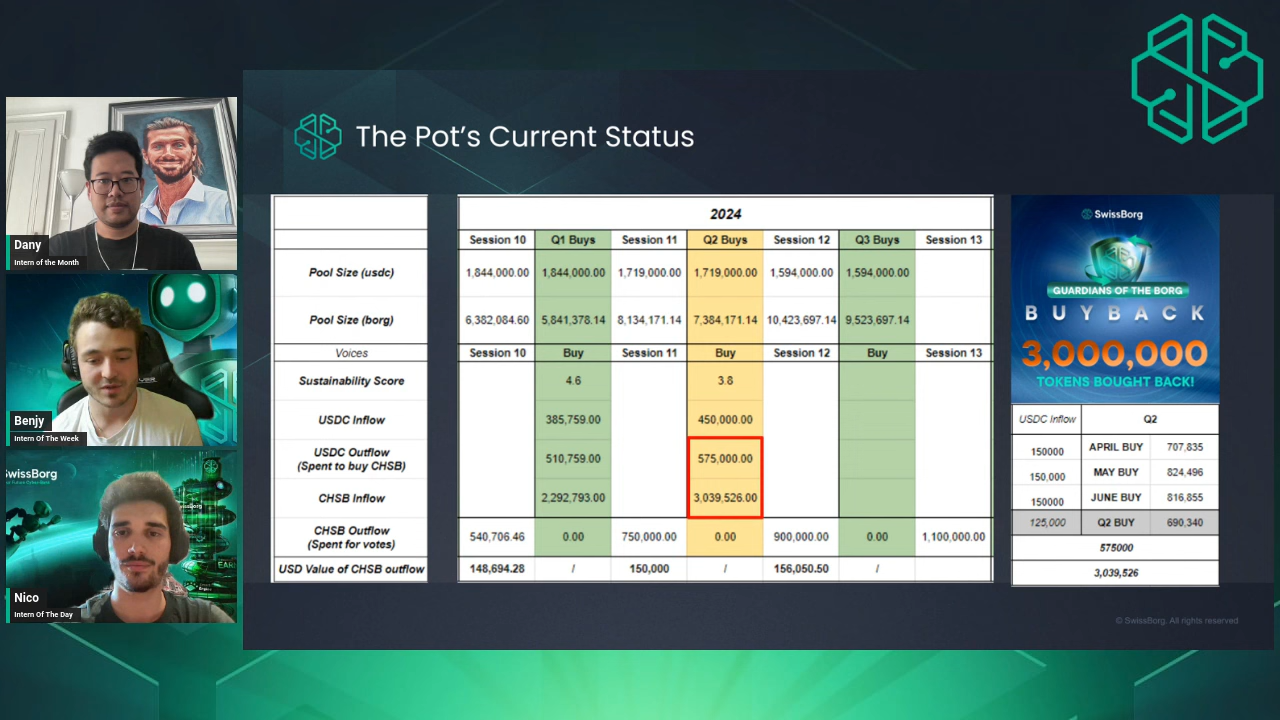 The Pot's Current Status
Dany
Intern of the Month
Benjy
Intern Of The Week
SwissBorg
Nico
Intern Of The Day
2024
Session 10 Q1 Buys Session 11 Q2 Buys Session 12 Q3 Buys Session 13
Pool Size (usdc) 1,844,000.00 1,844,000.00 1,719,000.00 1,719,000.00 1,594,000.00 1,594,000.00
Pool Size (borg) 6,382,084.60 5,841,378.14 8,134,171.14 7,384,171.14 10,423,697.14 9,523,697.14
Voices Session 10 Buy Session 11 Buy Session 12 Buy Session 13
Sustainability Score 4.6 3.8
USDC Inflow 385,759.00 450,000.00
USDC Outflow
(Spent to buy CHSB) 510,759.00 575,000.00
CHSB Inflow 2,292,793.00 3,039,526.00
CHSB Outflow
(Spent for votes) 540,706.46 0.00 750,000.00 0.00 900,000.00 0.00 1,100,000.00
USD Value of CHSB outflow 148,694.28 / 150,000 / 156,050.50 /
SwissBorg
GUARDIANS OF THE BORG
BUYBACK
3,000,000
TOKENS BOUGHT BACK!
USDC Inflow Q2
150000 APRIL BUY 707,835
150,000 MAY BUY 824,496
150000 JUNE BUY 816,855
125,000 Q2 BUY 690,340
575000
3,039,526
© SwissBorg. All rights reserved